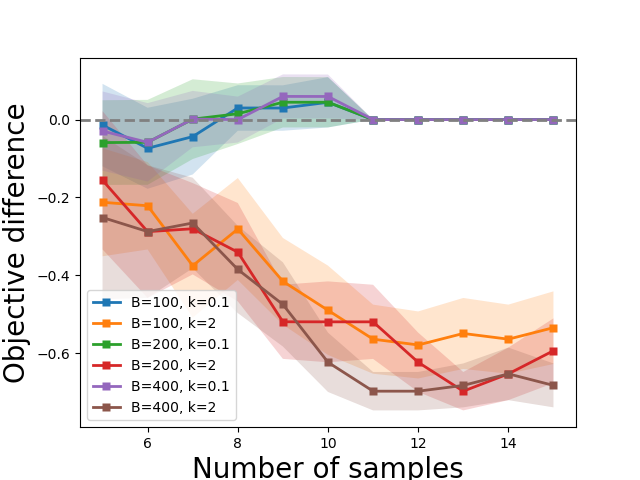 Objective difference
0.0
−0.2
−0.4
−0.6
B=100, k=0.1
B=100, k=2
B=200, k=0.1
B=200, k=2
B=400, k=0.1
B=400, k=2
6 8 10 12 14
Number of samples